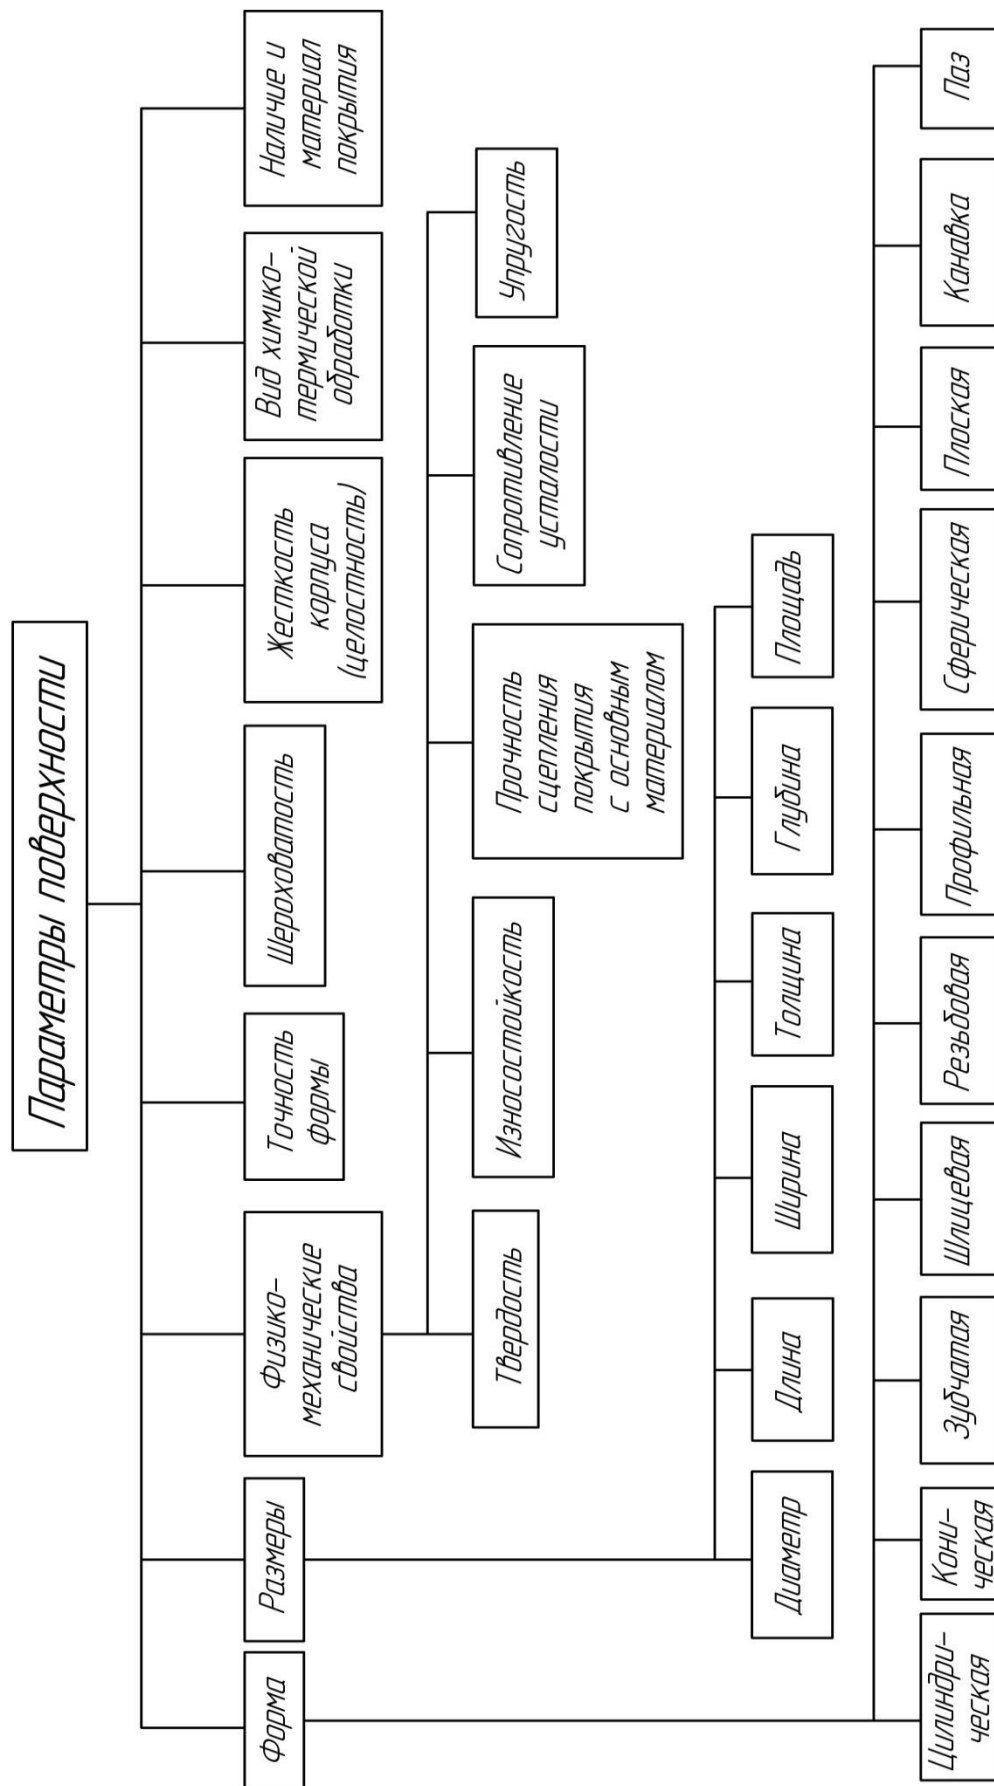 Параметры поверхности
Форма
Размеры
Физико-
механические
свойства
Точность
формы
Шероховатость
Жесткость
корпуса
(целостность)
Вид химико-
термической
обработки
Наличие и
материал
покрытия
Твердость
Износостойкость
Прочность
сцепления
покрытия
с основным
материалом
Сопротивление
усталости
Упругость
Диаметр
Длина
Ширина
Толщина
Глубина
Площадь
Цилиндри-
ческая
Кони-
ческая
Зубчатая
Шлицевая
Резьбовая
Профильная
Сферическая
Плоская
Канавка
Паз